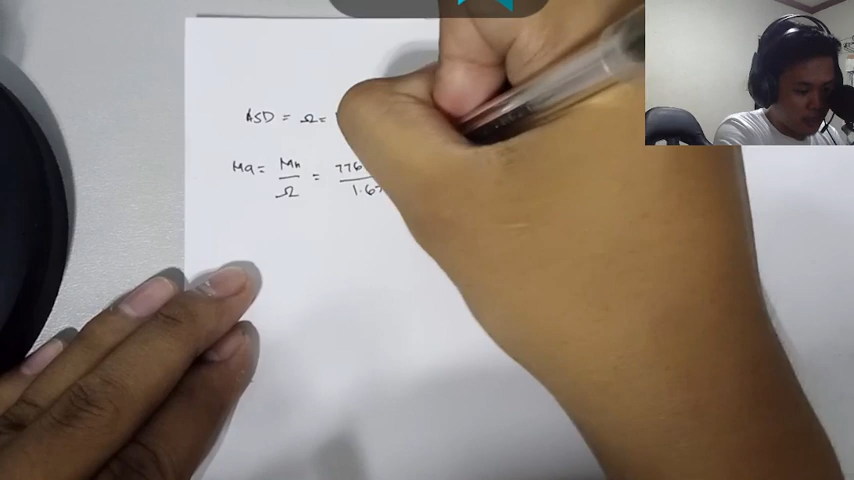 ASD = Ω =
Ma = Mn / Ω = 776 / 1.67